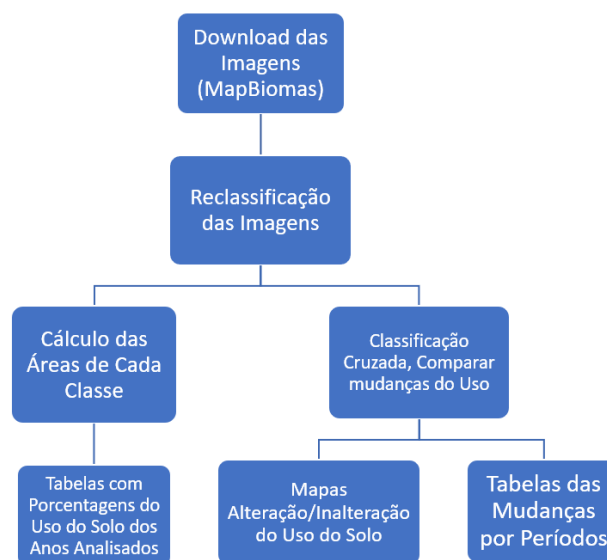 Download das
Imagens
(MapBiomas)
Reclassificação
das Imagens
Cálculo das
Áreas de Cada
Classe
Classificação
Cruzada, Comparar
mudanças do Uso
Tabelas com
Porcentagens do
Uso do Solo dos
Anos Analisados
Mapas
Alteração/Inalteração
do Uso do Solo
Tabelas das
Mudanças
por Períodos